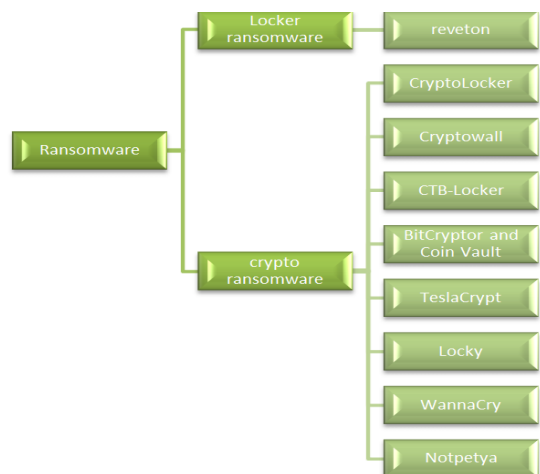 Locker
ransomware
reveton
CryptoLocker
Ransomware
Cryptowall
CTB-Locker
crypto
ransomware
BitCryptor and
Coin Vault
TeslaCrypt
Locky
WannaCry
Notpetya